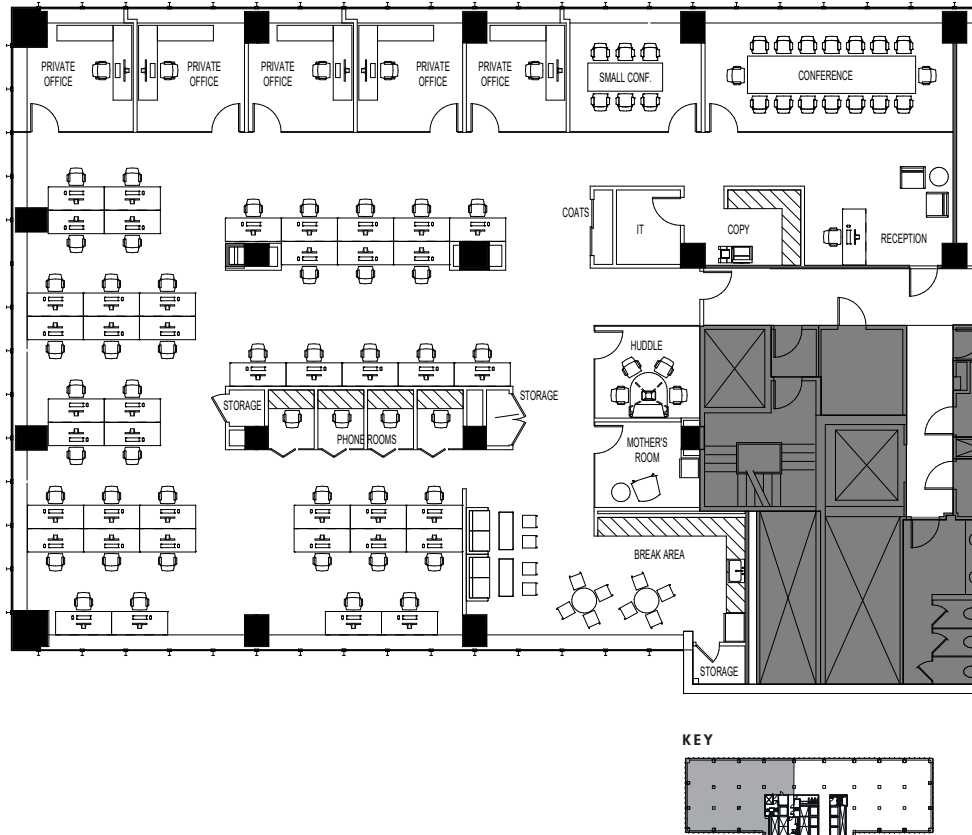 PRIVATE
OFFICE
PRIVATE
OFFICE
PRIVATE
OFFICE
PRIVATE
OFFICE
PRIVATE
OFFICE
SMALL CONF.
CONFERENCE
COATS
IT
COPY
RECEPTION
HUDDLE
STORAGE
STORAGE
PHONE ROOMS
MOTHER'S
ROOM
BREAK AREA
STORAGE
KEY